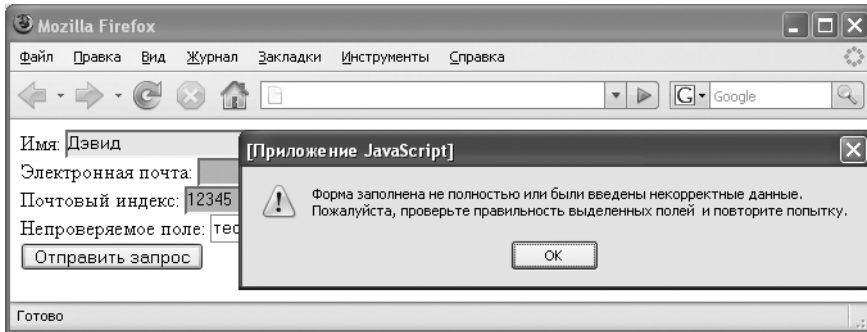 Mozilla Firefox
Файл Правка Вид Журнал Закладки Инструменты Справка
G Google
Имя: Дэвид
[Приложение JavaScript]
Электронная почта:
Форма заполнена не полностью или были введены некорректные данные.
Почтовый индекс: 12345
Пожалуйста, проверьте правильность выделенных полей и повторите попытку.
Непроверяемое поле: тес
Отправить запрос
OK
Готово